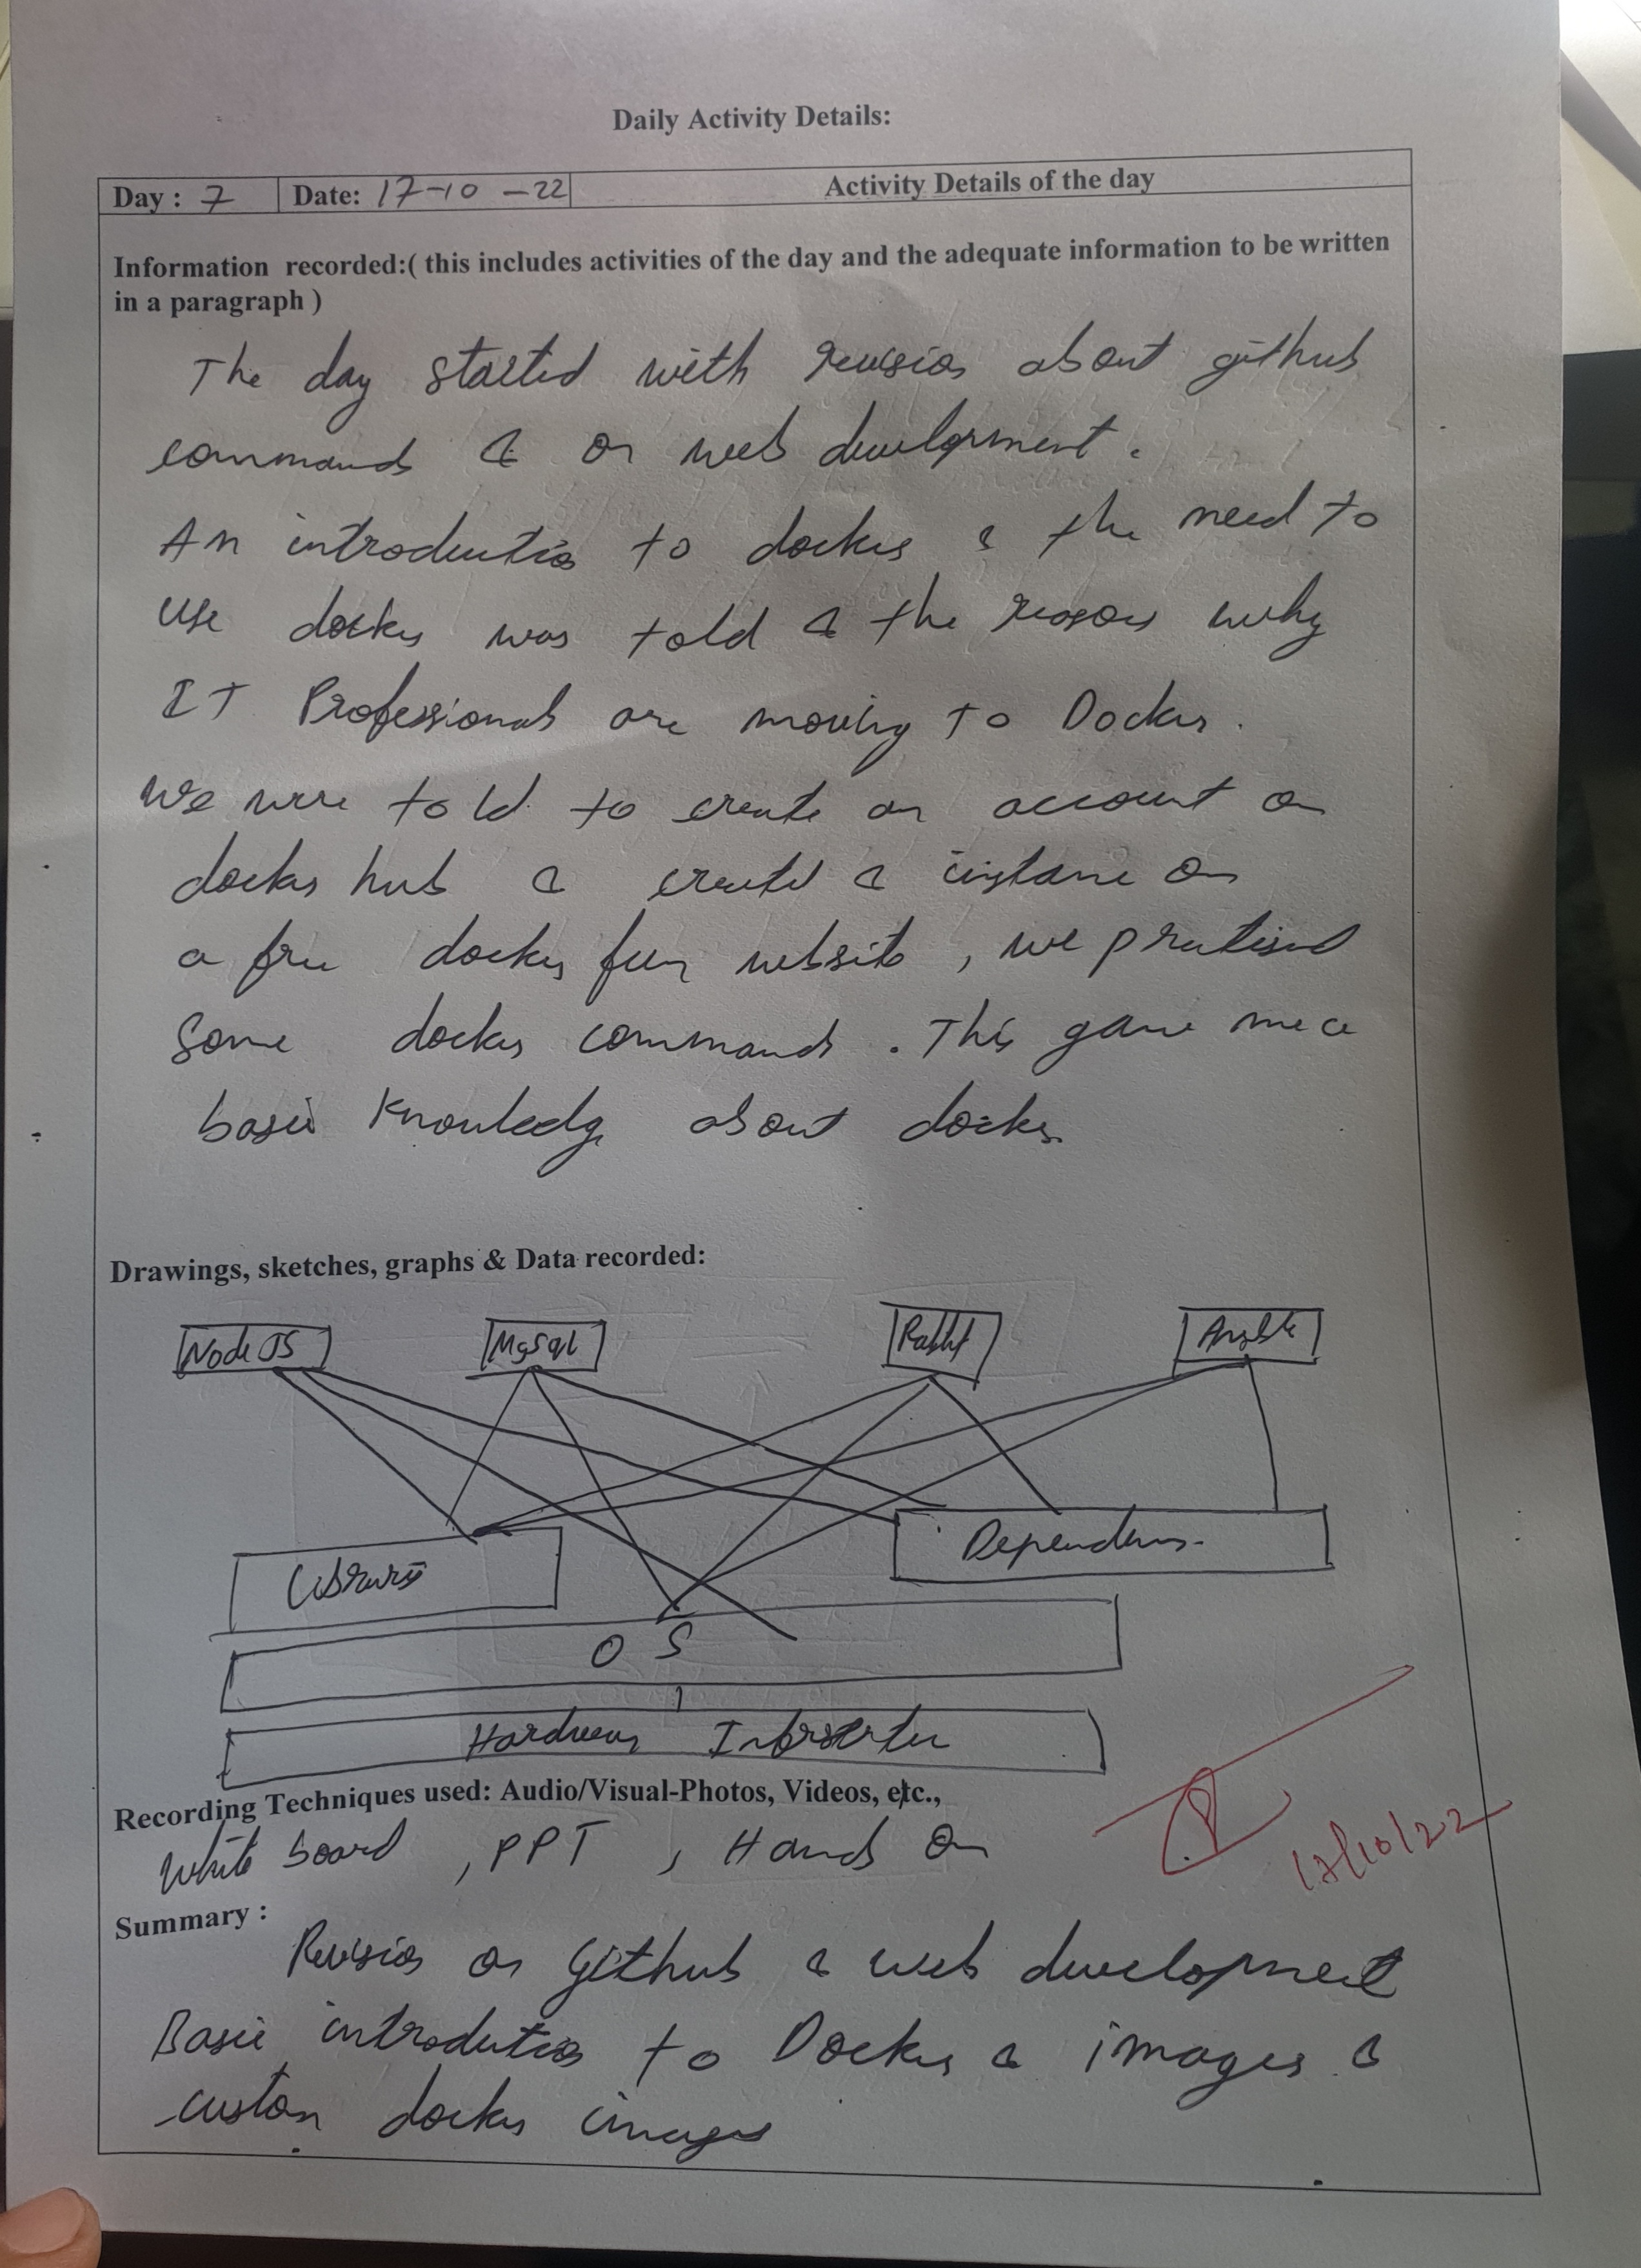 Daily Activity Details:
Day : 7 Date: 17-10-22 Activity Details of the day
Information recorded:( this includes activities of the day and the adequate information to be written
in a paragraph )
The day started with revision about github
commands & on web development.
An introduction to docker & the need to
use docker was told & the reason why
IT Professionals are moving to Docker.
We were told to create an account on
docker hub & created a instance on
a free docker website, we practised
some docker commands. This gave me a
basic knowledge about docker
Drawings, sketches, graphs & Data recorded:
Node JS MySql Rabbit Ansible
Libraries Dependens.
OS
Hardware
Recording Techniques used: Audio/Visual-Photos, Videos, etc.,
White board, PPT, Hands on
17/10/22
Summary :
Revision on Github & web development
Basic introduction to Docker & images &
custom docker images